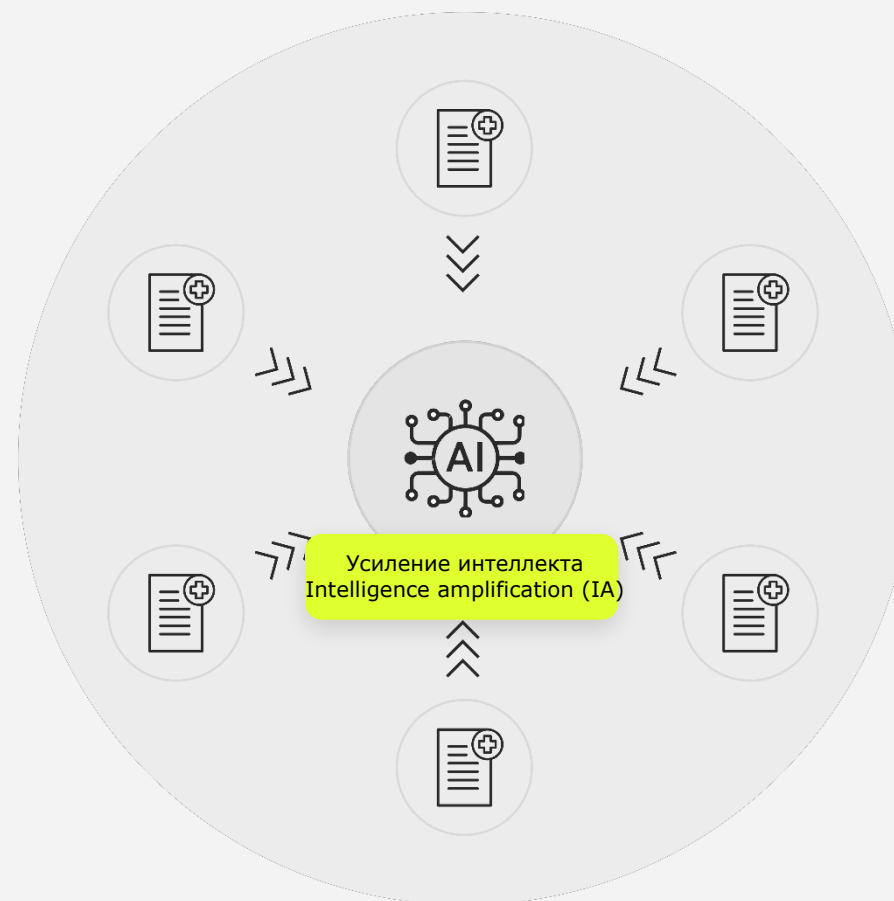 AI
Усиление интеллекта
Intelligence amplification (IA)